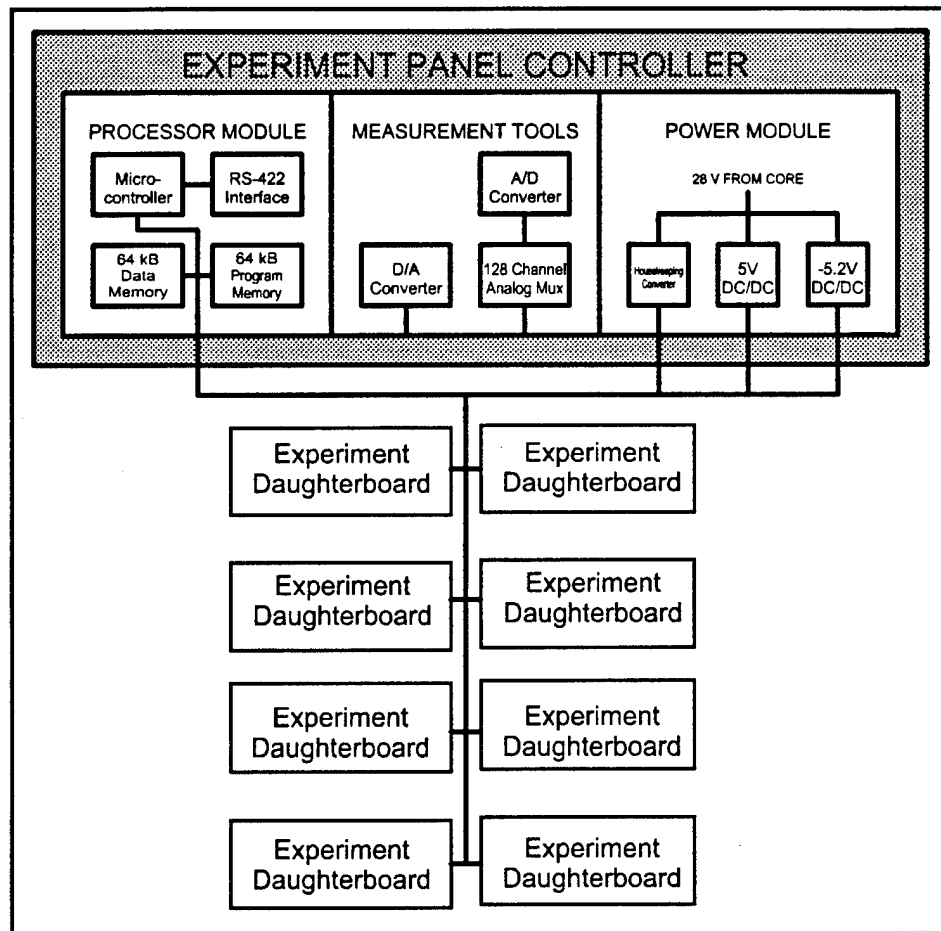 EXPERIMENT PANEL CONTROLLER
PROCESSOR MODULE
Micro-
controller
RS-422
Interface
64 kB
Data
Memory
64 kB
Program
Memory
MEASUREMENT TOOLS
A/D
Converter
D/A
Converter
128 Channel
Analog Mux
POWER MODULE
28 V FROM CORE
Housekeeping
Converter
5V
DC/DC
-5.2V
DC/DC
Experiment
Daughterboard
Experiment
Daughterboard
Experiment
Daughterboard
Experiment
Daughterboard
Experiment
Daughterboard
Experiment
Daughterboard
Experiment
Daughterboard
Experiment
Daughterboard